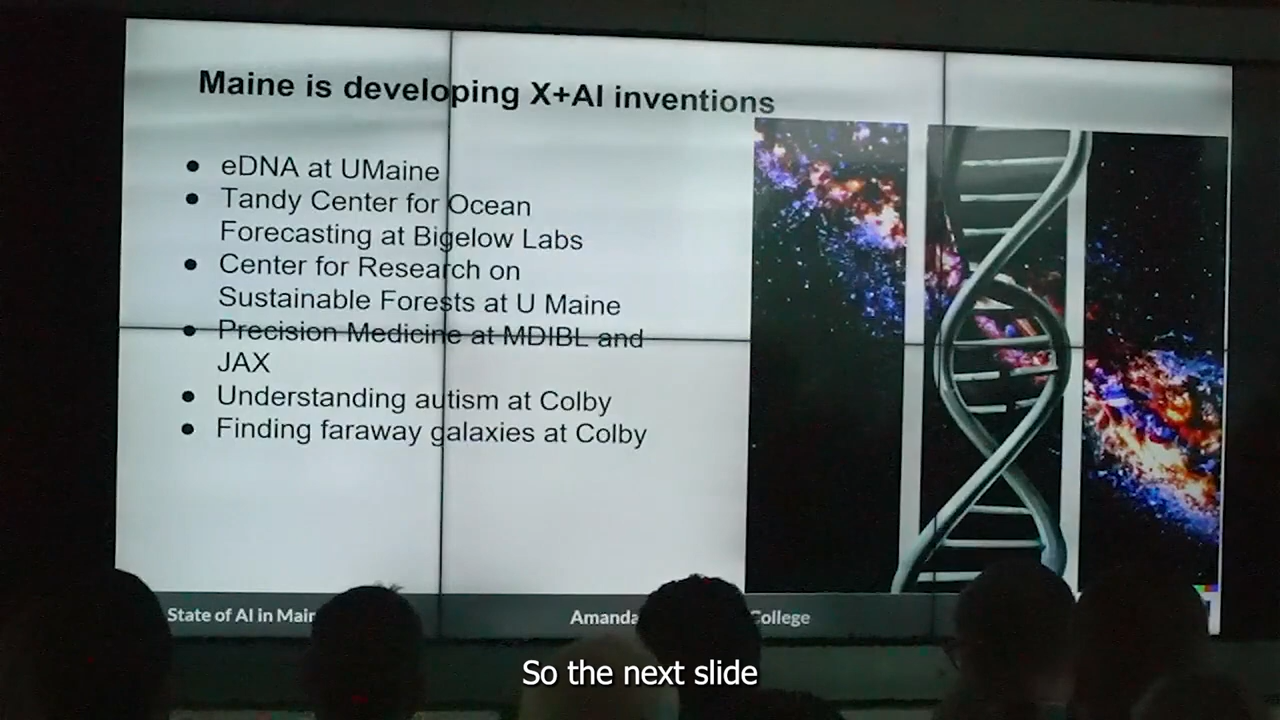 Maine is developing X+AI inventions
● eDNA at UMaine
● Tandy Center for Ocean
Forecasting at Bigelow Labs
● Center for Research on
Sustainable Forests at U Maine
● Precision Medicine at MDIBL and
JAX
● Understanding autism at Colby
● Finding faraway galaxies at Colby
State of AI in Main
Amanda College
So the next slide